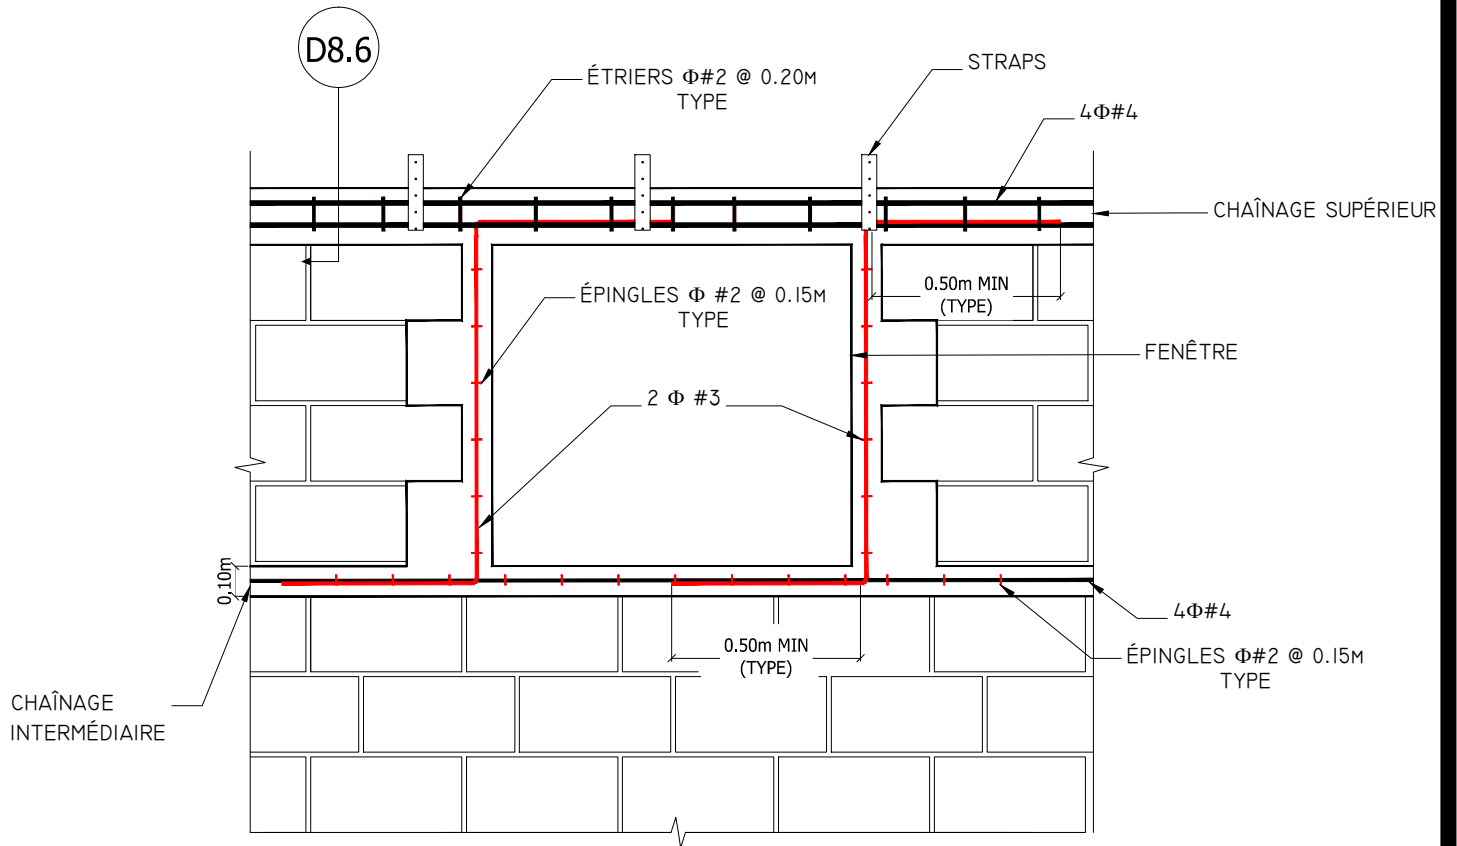 D8.6
ÉTRIERS Φ#2 @ 0.20M
TYPE
STRAPS
4Φ#4
CHAÎNAGE SUPÉRIEUR
0.50m MIN
(TYPE)
ÉPINGLES Φ #2 @ 0.15M
TYPE
FENÊTRE
2 Φ #3
0,10m
4Φ#4
0.50m MIN
(TYPE)
ÉPINGLES Φ#2 @ 0.15M
TYPE
CHAÎNAGE
INTERMÉDIAIRE